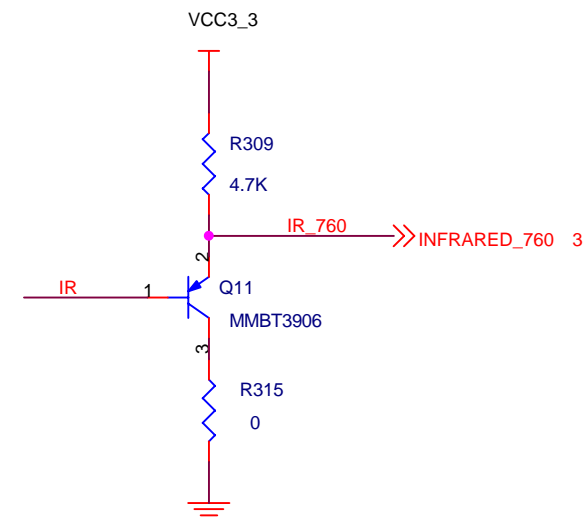 VCC3_3
R309
4.7K
IR_760
INFRARED_760 3
2
IR
1
Q11
MMBT3906
3
R315
0